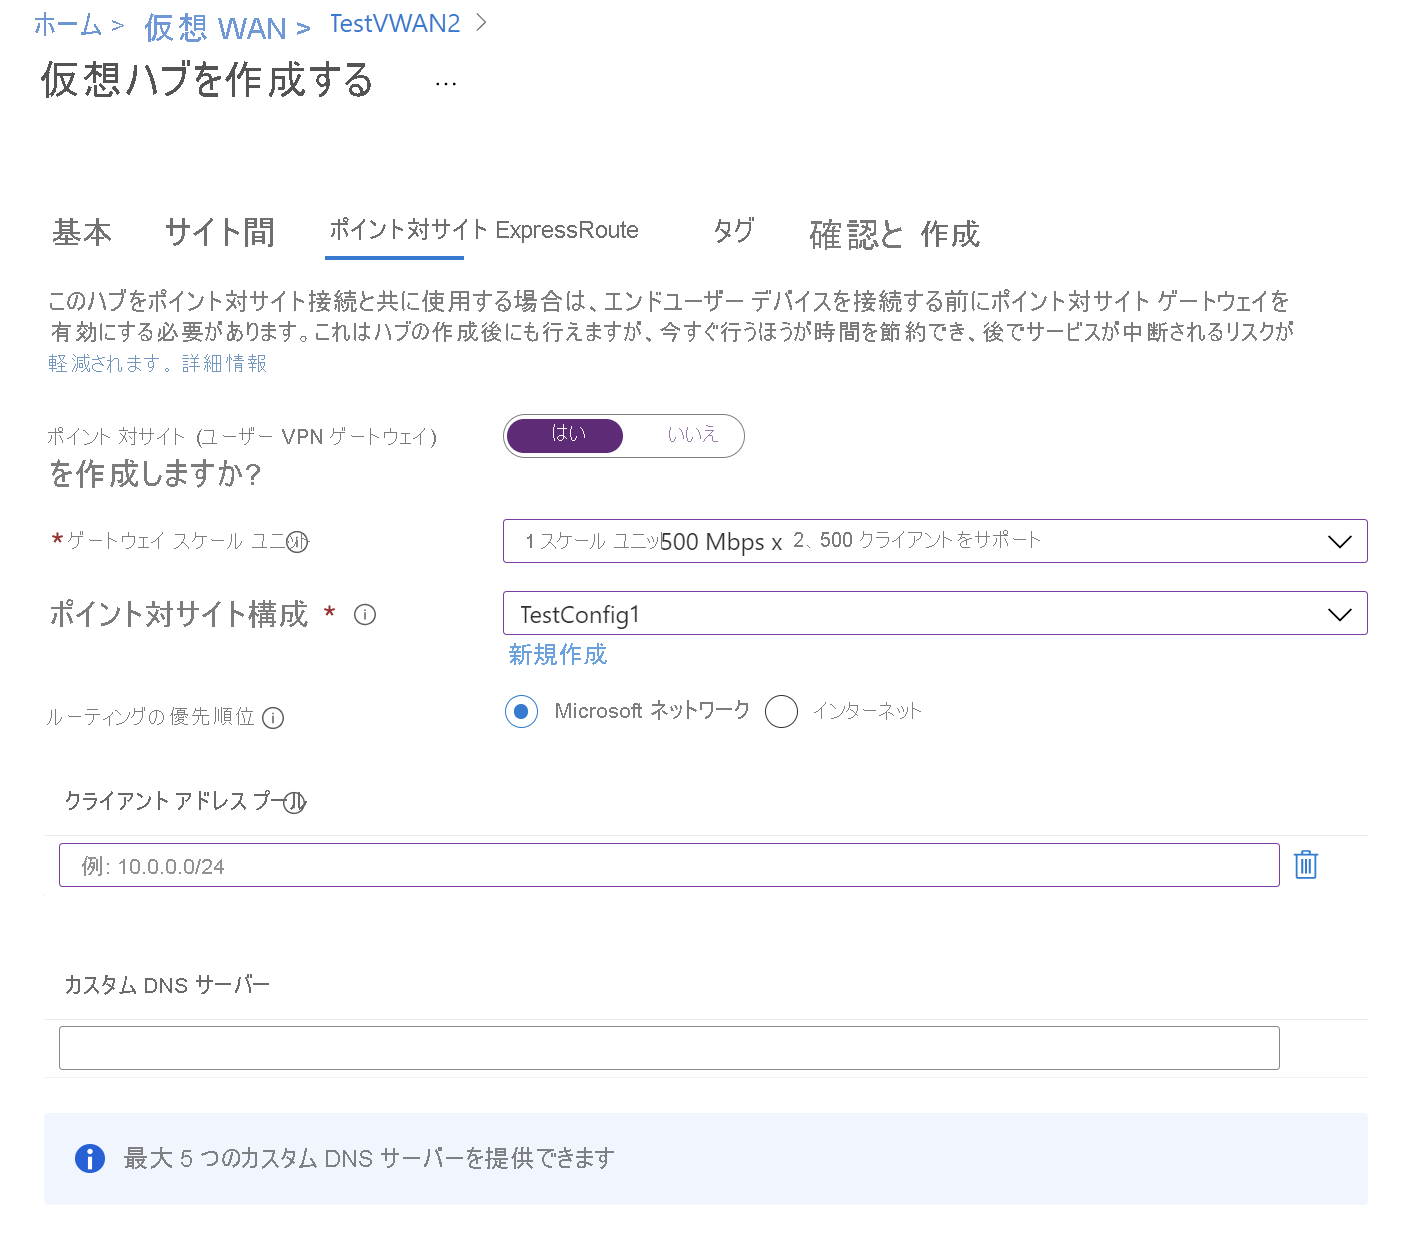 ホーム > 仮想 WAN > TestVWAN2 >
仮想ハブを作成する ...
基本 サイト間 ポイント対サイト ExpressRoute タグ 確認と 作成
このハブをポイント対サイト接続と共に使用する場合は、エンドユーザー デバイスを接続する前にポイント対サイト ゲートウェイを
有効にする必要があります。これはハブの作成後にも行えますが、今すぐ行うほうが時間を節約でき、後でサービスが中断されるリスクが
軽減されます。詳細情報
ポイント対サイト (ユーザー VPN ゲートウェイ) はい いいえ
を作成しますか?
*ゲートウェイ スケール ユニット 1 スケール ユニット 500 Mbps x 2、500 クライアントをサポート
ポイント対サイト構成 * TestConfig1
新規作成
ルーティングの優先順位 Microsoft ネットワーク インターネット
クライアント アドレス プール
例: 10.0.0.0/24
カスタム DNS サーバー
最大 5 つのカスタム DNS サーバーを提供できます